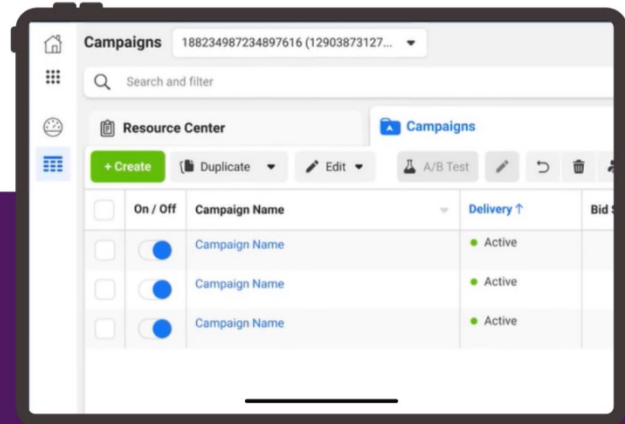 Campaigns 188234987234897616 (12903873127...
Search and filter
Resource Center Campaigns
+ Create Duplicate Edit A/B Test
On / Off Campaign Name Delivery ↑ Bid
Campaign Name Active
Campaign Name Active
Campaign Name Active